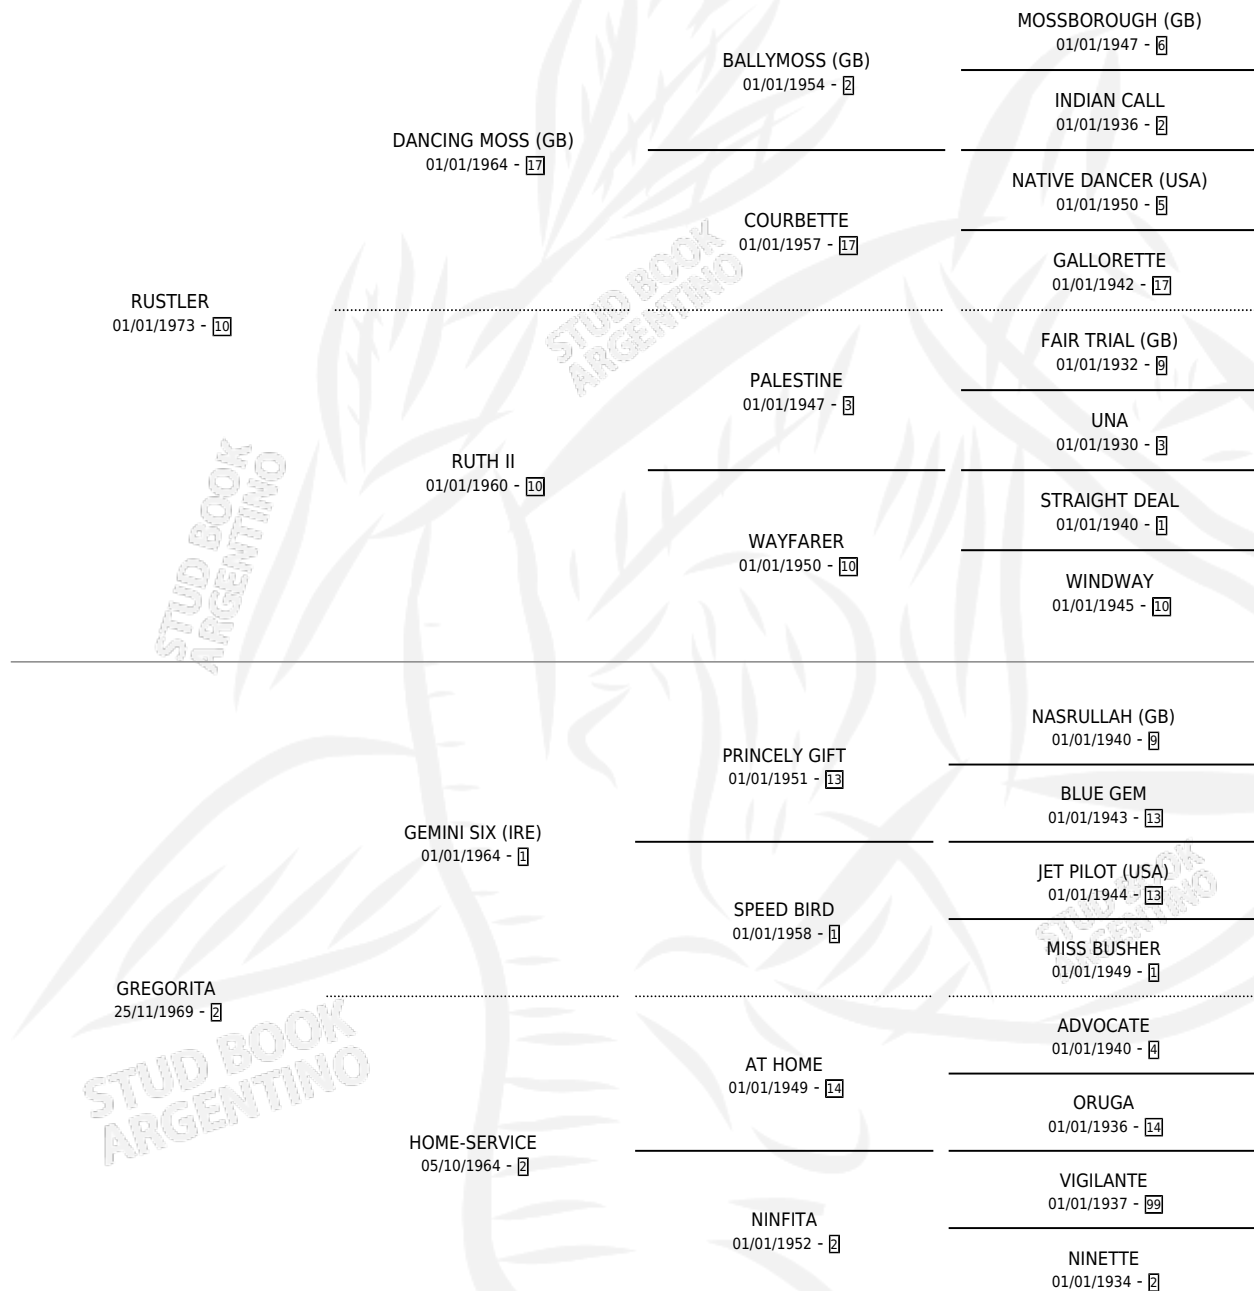 MOSSBOROUGH (GB)
01/01/1947 - 6
BALLYMOSS (GB)
01/01/1954 - 2
INDIAN CALL
01/01/1936 - 2
DANCING MOSS (GB)
01/01/1964 - 17
NATIVE DANCER (USA)
01/01/1950 - 5
COURBETTE
01/01/1957 - 17
GALLORETTE
01/01/1942 - 17
RUSTLER
01/01/1973 - 10
FAIR TRIAL (GB)
01/01/1932 - 9
PALESTINE
01/01/1947 - 3
UNA
01/01/1930 - 3
RUTH II
01/01/1960 - 10
STRAIGHT DEAL
01/01/1940 - 1
WAYFARER
01/01/1950 - 10
WINDWAY
01/01/1945 - 10
NASRULLAH (GB)
01/01/1940 - 9
PRINCELY GIFT
01/01/1951 - 13
BLUE GEM
01/01/1943 - 13
GEMINI SIX (IRE)
01/01/1964 - 1
JET PILOT (USA)
01/01/1944 - 13
SPEED BIRD
01/01/1958 - 1
MISS BUSHER
01/01/1949 - 1
GREGORITA
25/11/1969 - 2
ADVOCATE
01/01/1940 - 4
AT HOME
01/01/1949 - 14
ORUGA
01/01/1936 - 14
HOME-SERVICE
05/10/1964 - 2
VIGILANTE
01/01/1937 - 99
NINFITA
01/01/1952 - 2
NINETTE
01/01/1934 - 2
STUD BOOK
ARGENTINO
STUD BOOK
ARGENTINO
STUD BOOK
ARGENTINO
STUD BOOK
ARGENTINO